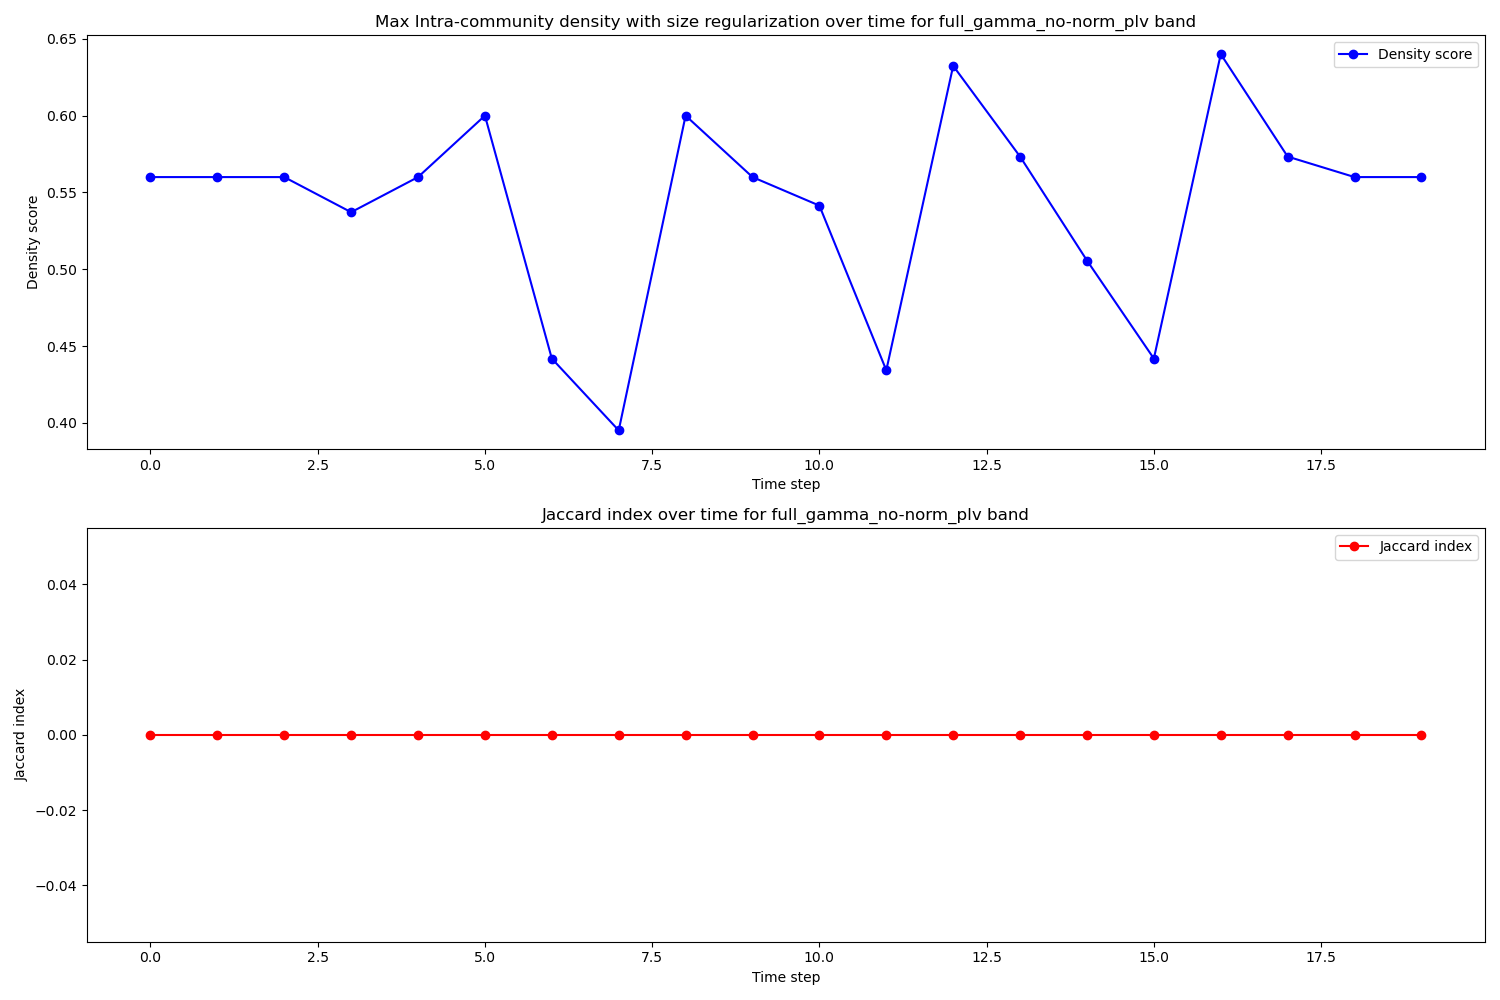 Max Intra-community density with size regularization over time for full_gamma_no-norm_plv band
Density score
0.65
0.60
0.55
0.50
0.45
0.40
Density score
0.0 2.5 5.0 7.5 10.0 12.5 15.0 17.5
Time step
Jaccard index over time for full_gamma_no-norm_plv band
Jaccard index
0.04
0.02
0.00
−0.02
−0.04
Jaccard index
0.0 2.5 5.0 7.5 10.0 12.5 15.0 17.5
Time step